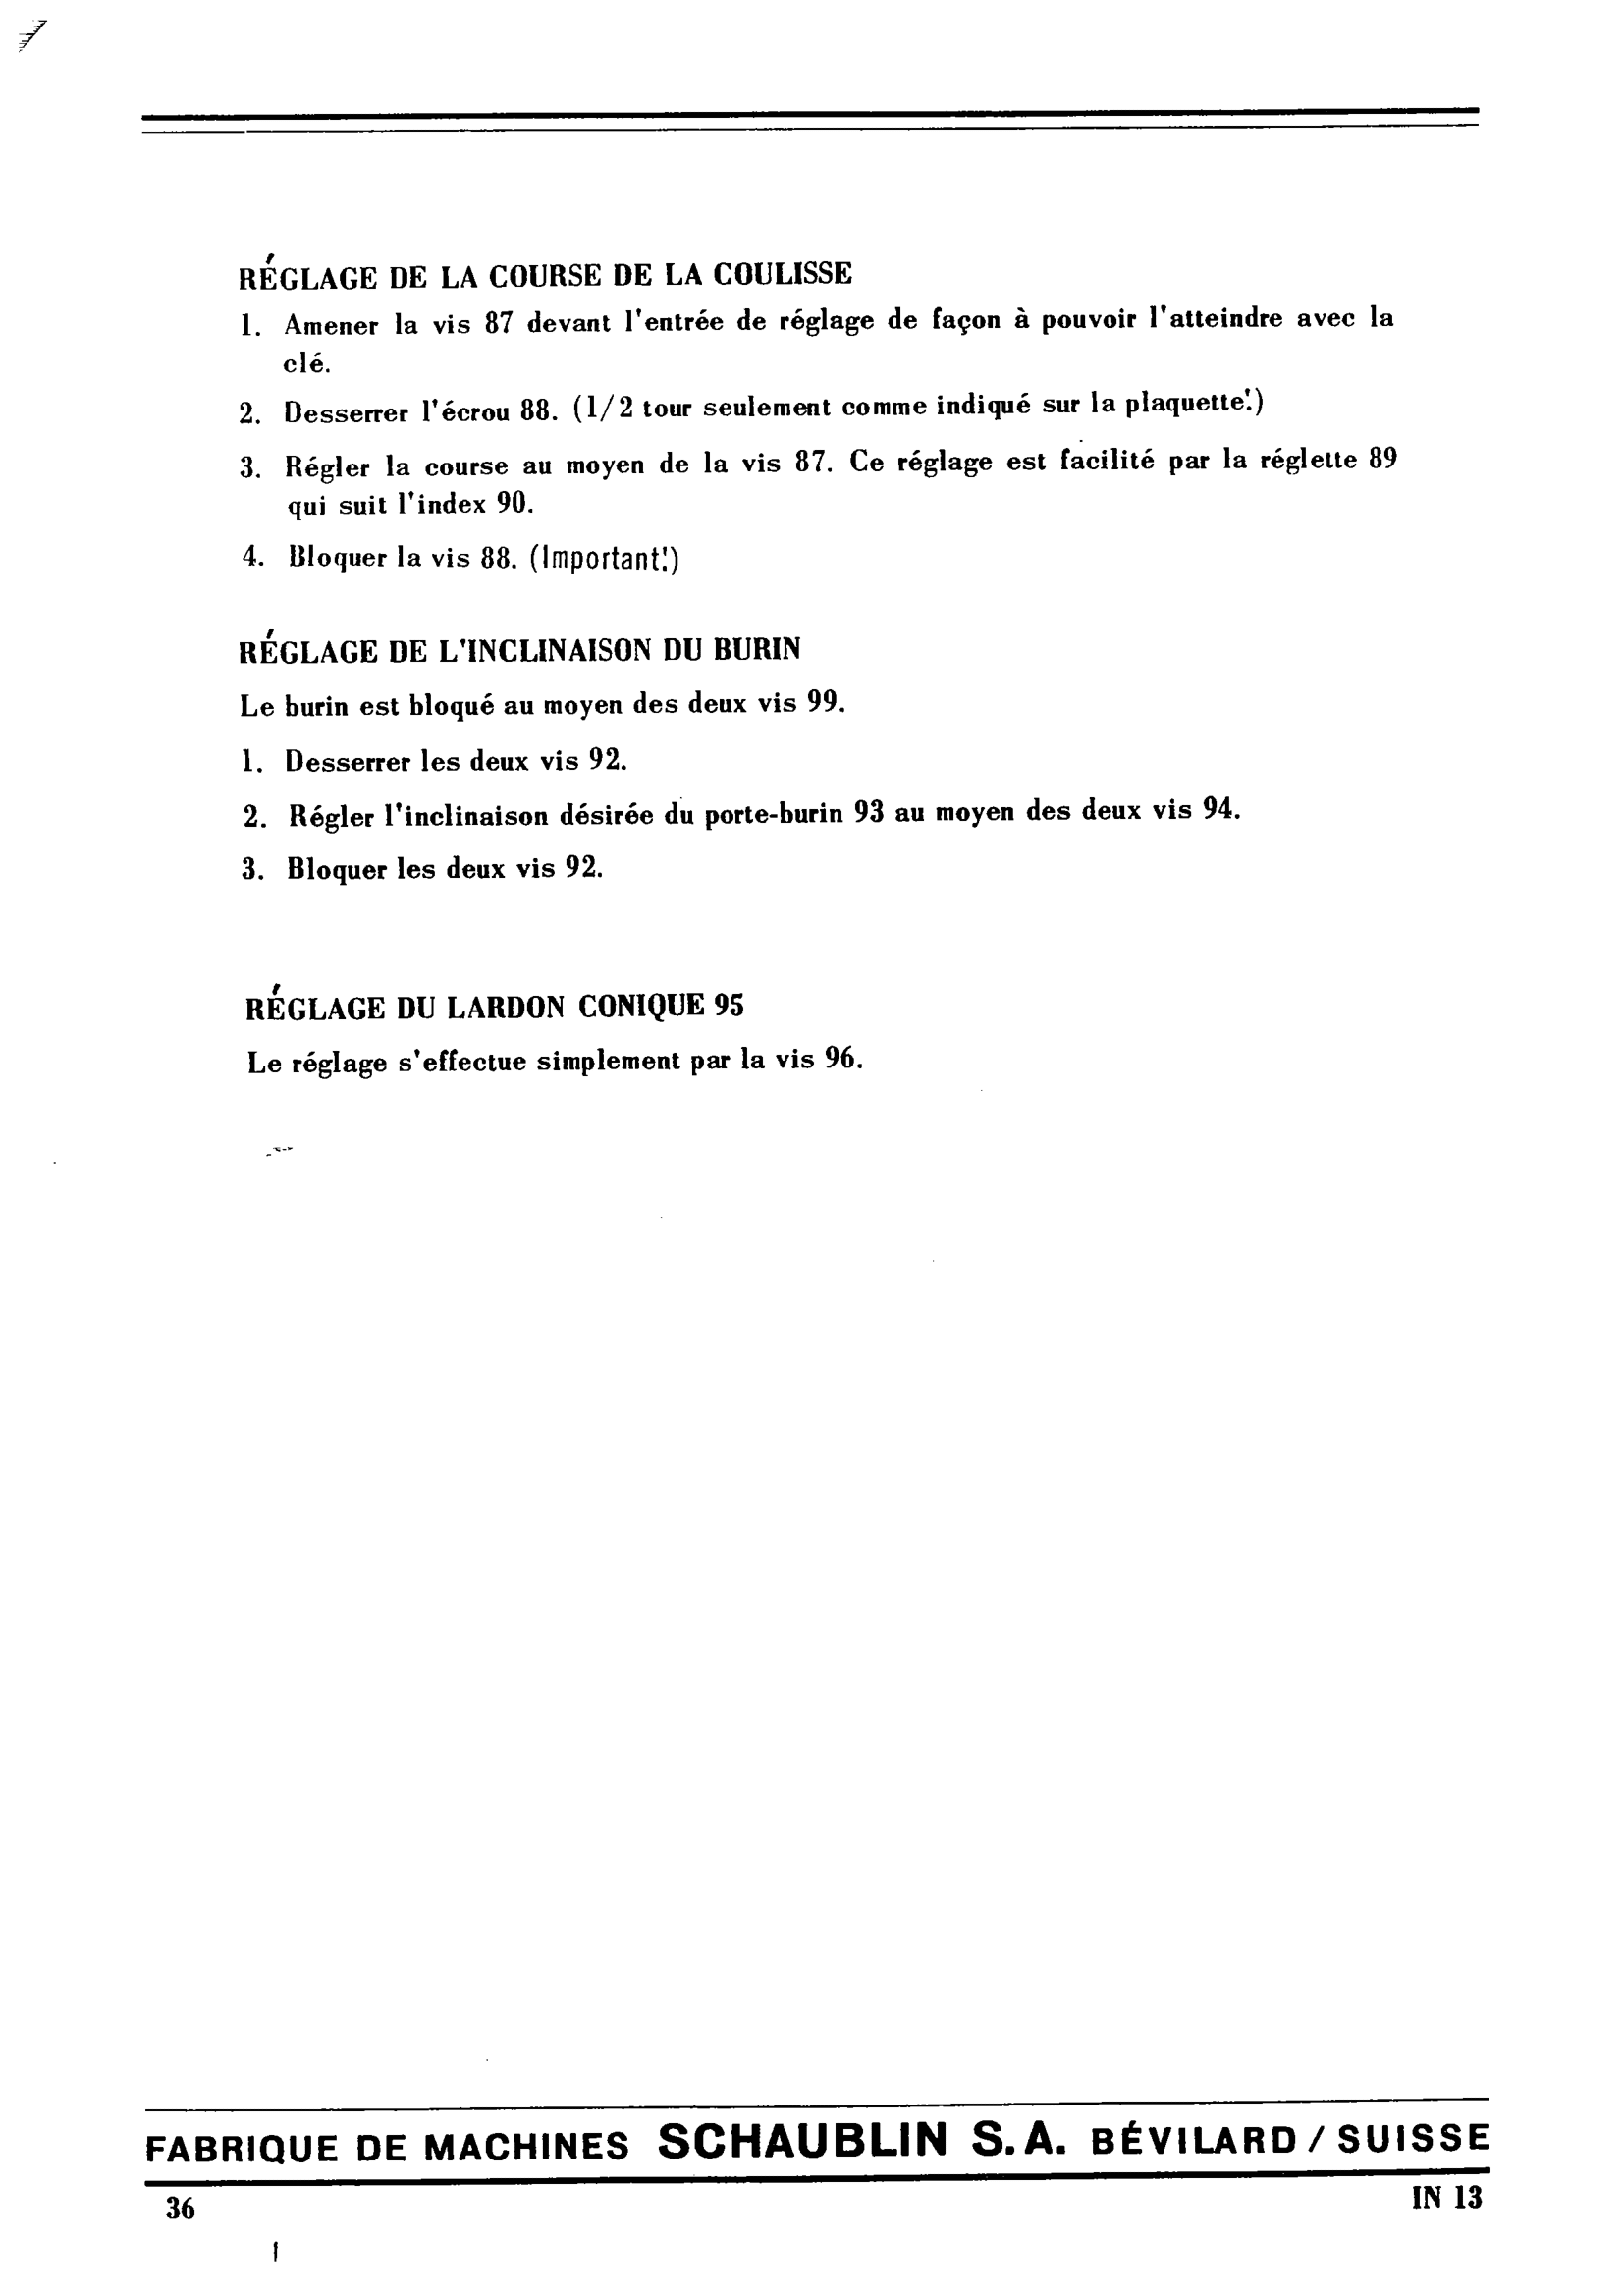 RÉGLAGE DE LA COURSE DE LA COULISSE
1. Amener la vis 87 devant l'entrée de réglage de façon à pouvoir l'atteindre avec la
clé.
2. Desserrer l'écrou 88. (1/2 tour seulement comme indiqué sur la plaquette!)
3. Régler la course au moyen de la vis 87. Ce réglage est facilité par la réglette 89
qui suit l'index 90.
4. Bloquer la vis 88. (Important!)
RÉGLAGE DE L'INCLINAISON DU BURIN
Le burin est bloqué au moyen des deux vis 99.
1. Desserrer les deux vis 92.
2. Régler l'inclinaison désirée du porte-burin 93 au moyen des deux vis 94.
3. Bloquer les deux vis 92.
RÉGLAGE DU LARDON CONIQUE 95
Le réglage s'effectue simplement par la vis 96.
FABRIQUE DE MACHINES SCHAUBLIN S.A. BÉVILARD / SUISSE
36
IN 13